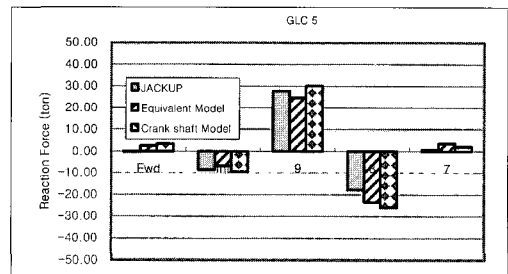 GLC 5
Reaction Force (ton)
50.00
40.00
30.00
20.00
10.00
0.00
-10.00
-20.00
-30.00
-40.00
-50.00
JACKUP
Equivalent Model
Crank shaft Model
Fwd
9
7